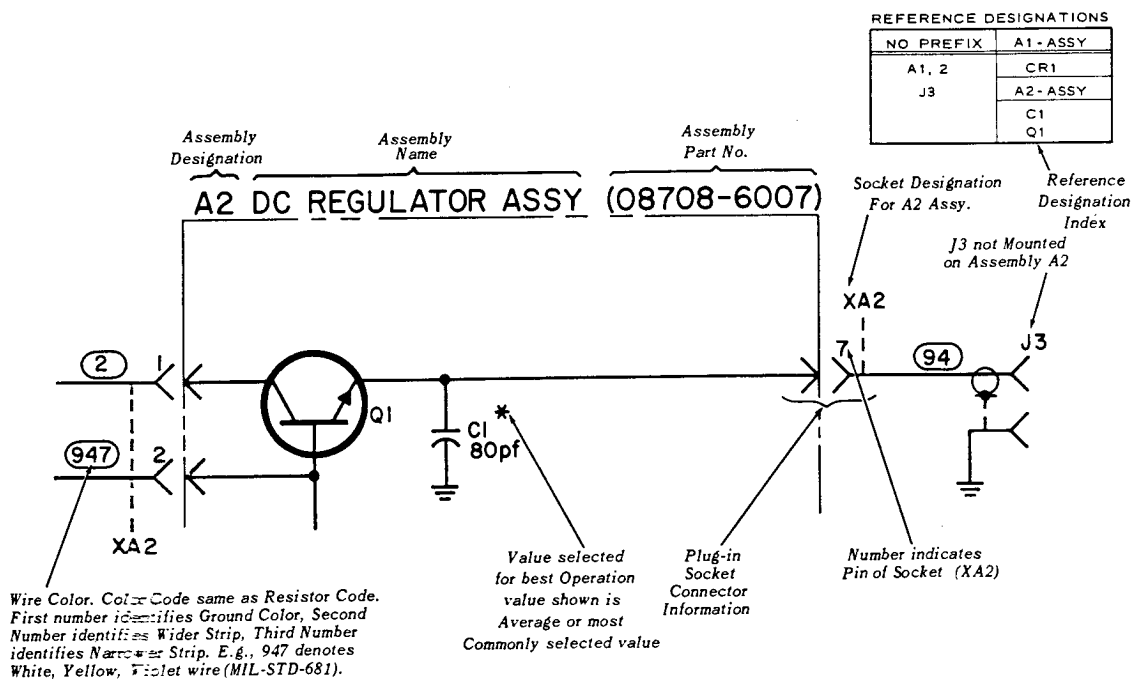 REFERENCE DESIGNATIONS
NO PREFIX A1-ASSY
A1, 2 CR1
J3 A2-ASSY
C1
Q1
Assembly
Designation
Assembly
Name
Assembly
Part No.
A2 DC REGULATOR ASSY (08708-6007)
Socket Designation
For A2 Assy.
Reference
Designation
Index
J3 not Mounted
on Assembly A2
XA2
2 1 7 94 J3
Q1
*
C1
80pf
947 2
XA2
Value selected
for best Operation
value shown is
Average or most
Commonly selected value
Plug-in
Socket
Connector
Information
Number indicates
Pin of Socket (XA2)
Wire Color. Color Code same as Resistor Code.
First number identifies Ground Color, Second
Number identifies Wider Strip, Third Number
identifies Narrower Strip. E.g., 947 denotes
White, Yellow, Violet wire (MIL-STD-681).